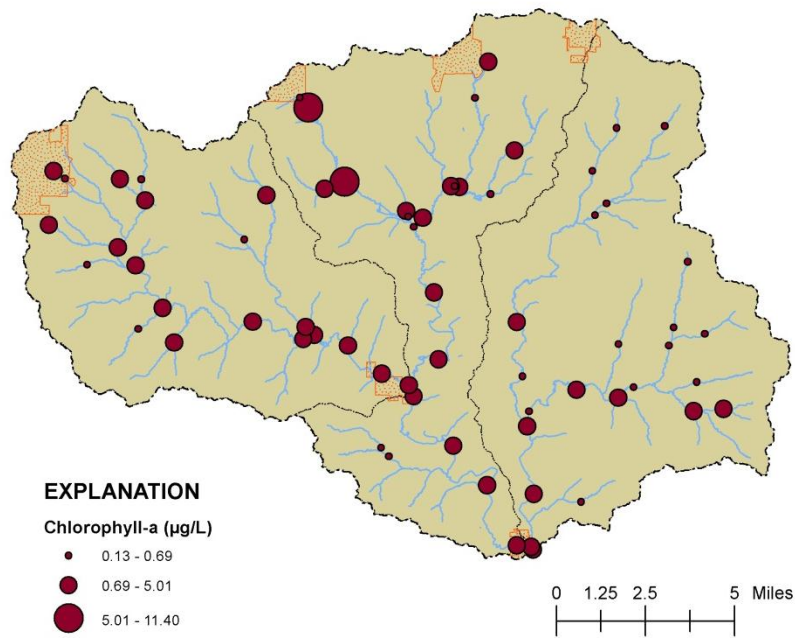 EXPLANATION
Chlorophyll-a (µg/L)
0.13 - 0.69
0.69 - 5.01
5.01 - 11.40
0 1.25 2.5 5 Miles